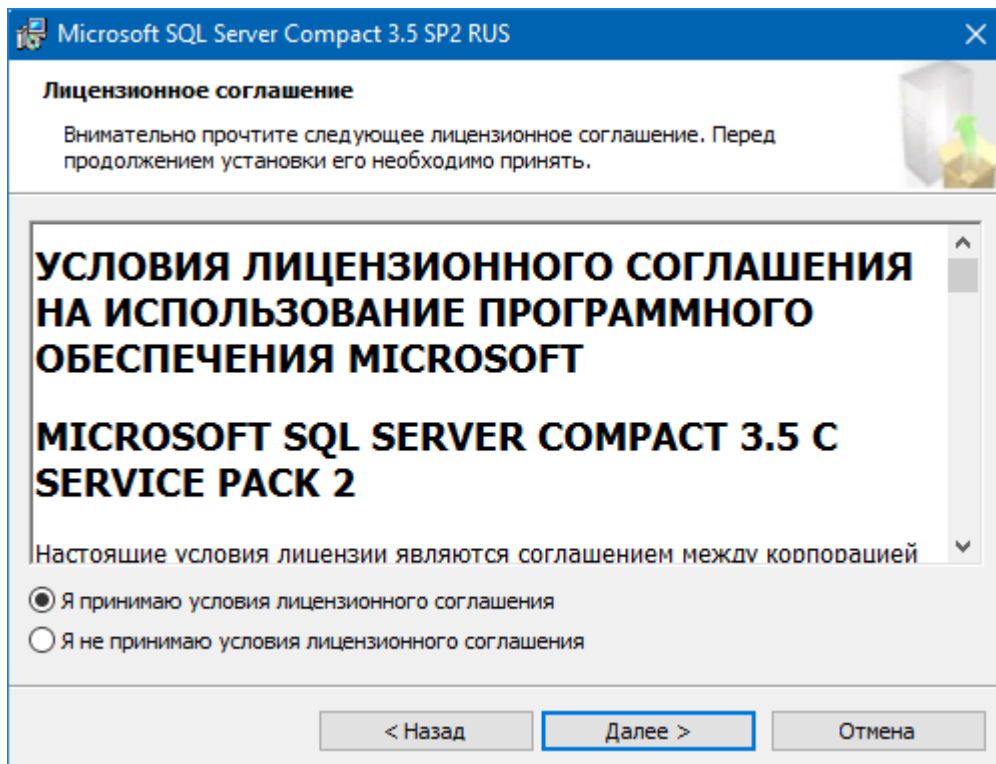 Microsoft SQL Server Compact 3.5 SP2 RUS
Лицензионное соглашение
Внимательно прочтите следующее лицензионное соглашение. Перед
продолжением установки его необходимо принять.
УСЛОВИЯ ЛИЦЕНЗИОННОГО СОГЛАШЕНИЯ
НА ИСПОЛЬЗОВАНИЕ ПРОГРАММНОГО
ОБЕСПЕЧЕНИЯ MICROSOFT
MICROSOFT SQL SERVER COMPACT 3.5 С
SERVICE PACK 2
Настоящие условия лицензии являются соглашением между корпорацией
Я принимаю условия лицензионного соглашения
Я не принимаю условия лицензионного соглашения
< Назад
Далее >
Отмена